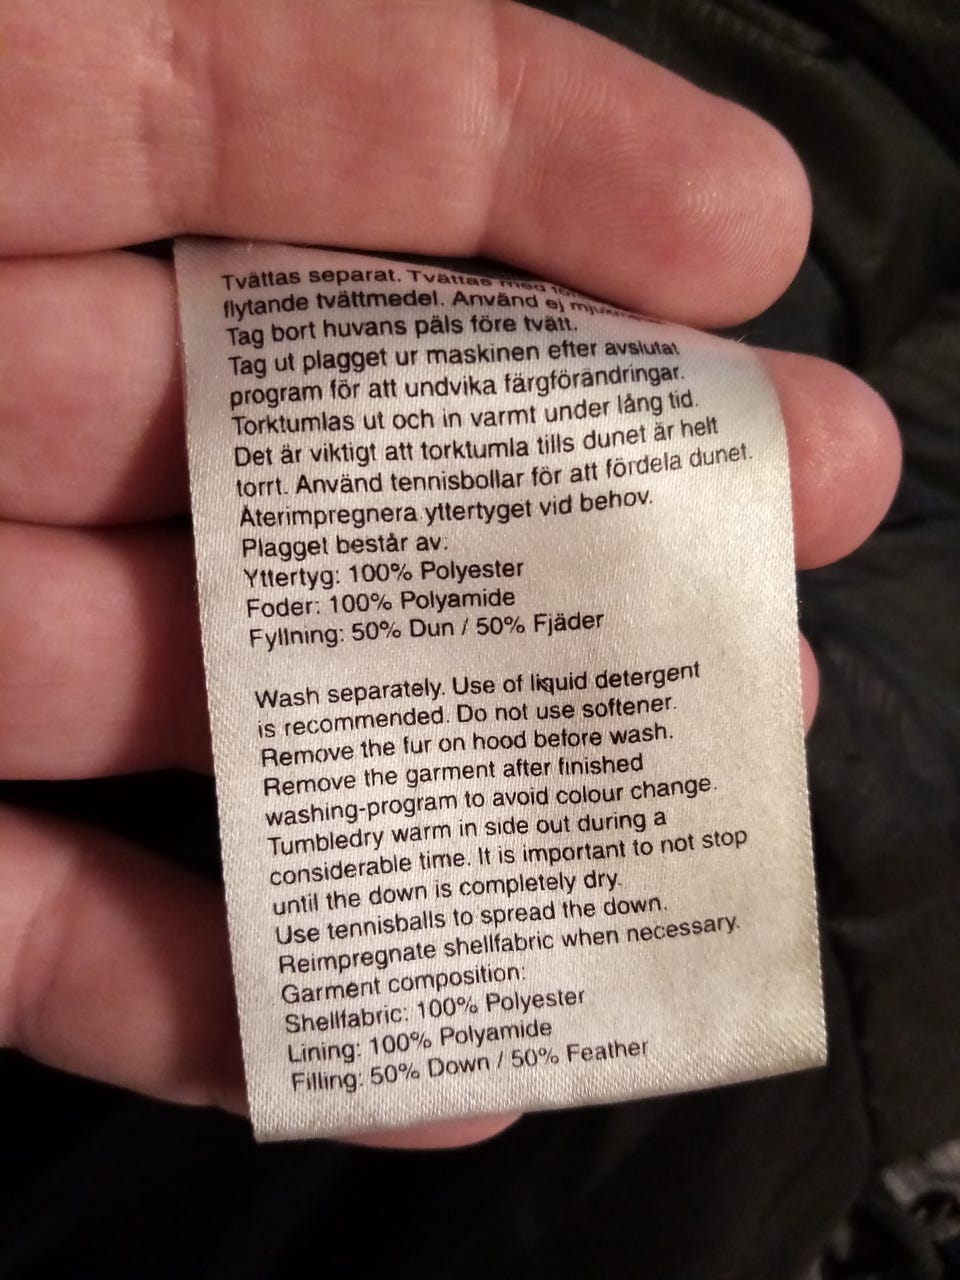 Tvättas separat. Tvättas med
flytande tvättmedel. Använd ej
Tag bort huvans päls före tvätt.
Tag ut plagget ur maskinen efter avslutat
program för att undvika färgförändringar.
Torktumlas ut och in varmt under lång tid.
Det är viktigt att torktumla tills dunet är helt
torrt. Använd tennisbollar för att fördela dunet.
Återimpregnera yttertyget vid behov.
Plagget består av:
Yttertyg: 100% Polyester
Foder: 100% Polyamide
Fyllning: 50% Dun / 50% Fjäder
Wash separately. Use of liquid detergent
is recommended. Do not use softener.
Remove the fur on hood before wash.
Remove the garment after finished
washing-program to avoid colour change.
Tumbledry warm in side out during a
considerable time. It is important to not stop
until the down is completely dry.
Use tennisballs to spread the down.
Reimpregnate shellfabric when necessary.
Garment composition:
Shellfabric: 100% Polyester
Lining: 100% Polyamide
Filling: 50% Down / 50% Feather